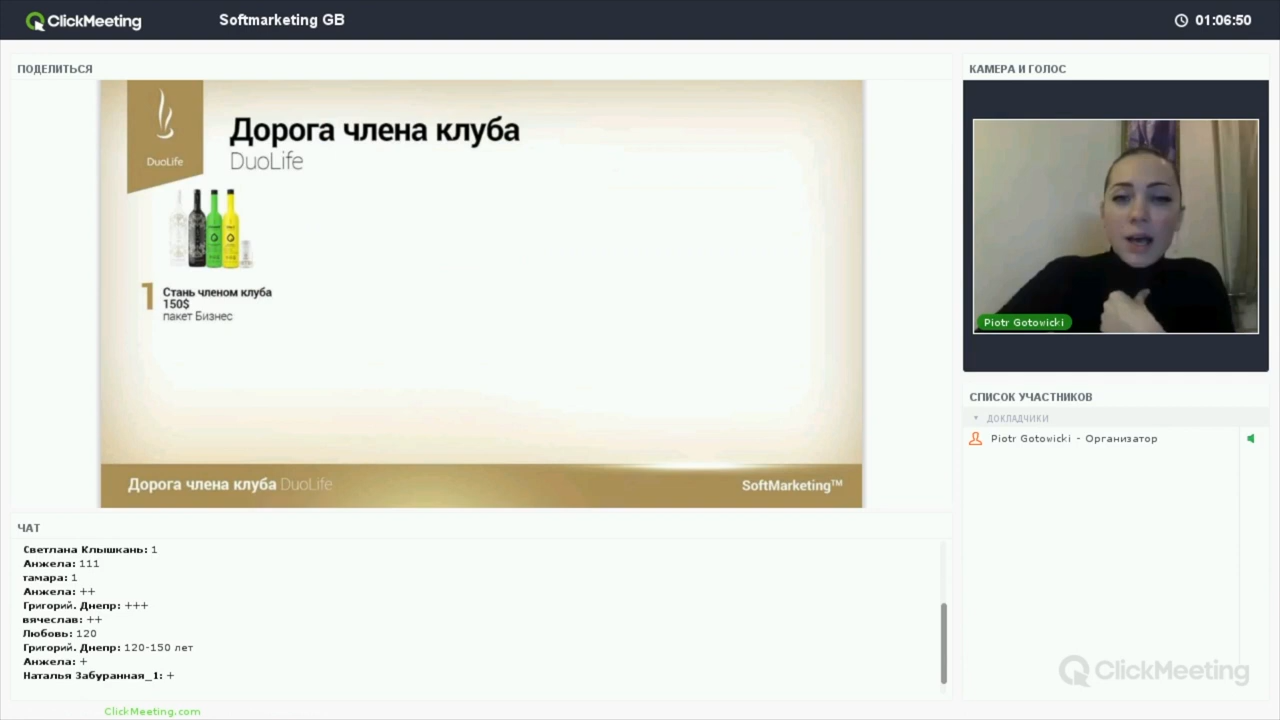 ClickMeeting
Softmarketing GB
01:06:50
ПОДЕЛИТЬСЯ
DuoLife
Дорога члена клуба
DuoLife
1 Стань членом клуба
150$
пакет Бизнес
Дорога члена клуба DuoLife
SoftMarketing™
КАМЕРА И ГОЛОС
Piotr Gotowicki
СПИСОК УЧАСТНИКОВ
ДОКЛАДЧИКИ
Piotr Gotowicki - Организатор
ЧАТ
Светлана Клышкань: 1
Анжела: 111
тамара: 1
Анжела: ++
Григорий. Днепр: +++
вячеслав: ++
Любовь: 120
Григорий. Днепр: 120-150 лет
Анжела: +
Наталья Забуранная_1: +
ClickMeeting
ClickMeeting.com